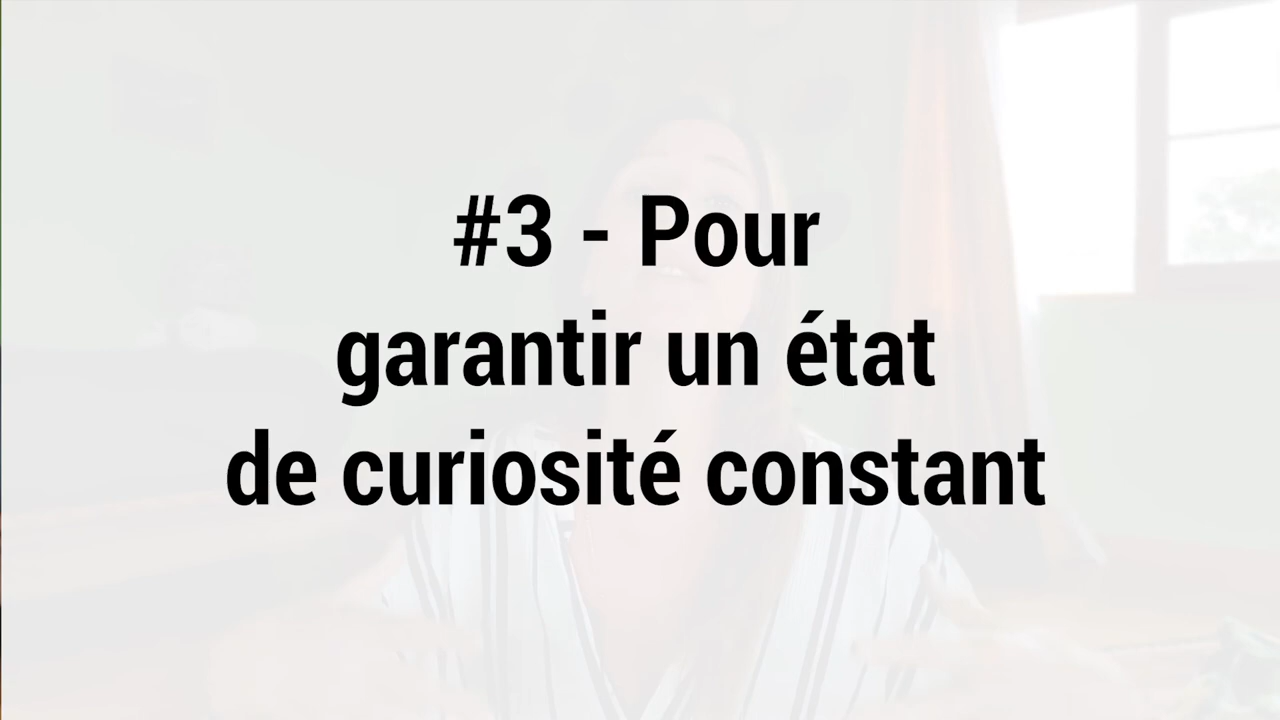 #3 - Pour
garantir un état
de curiosité constant